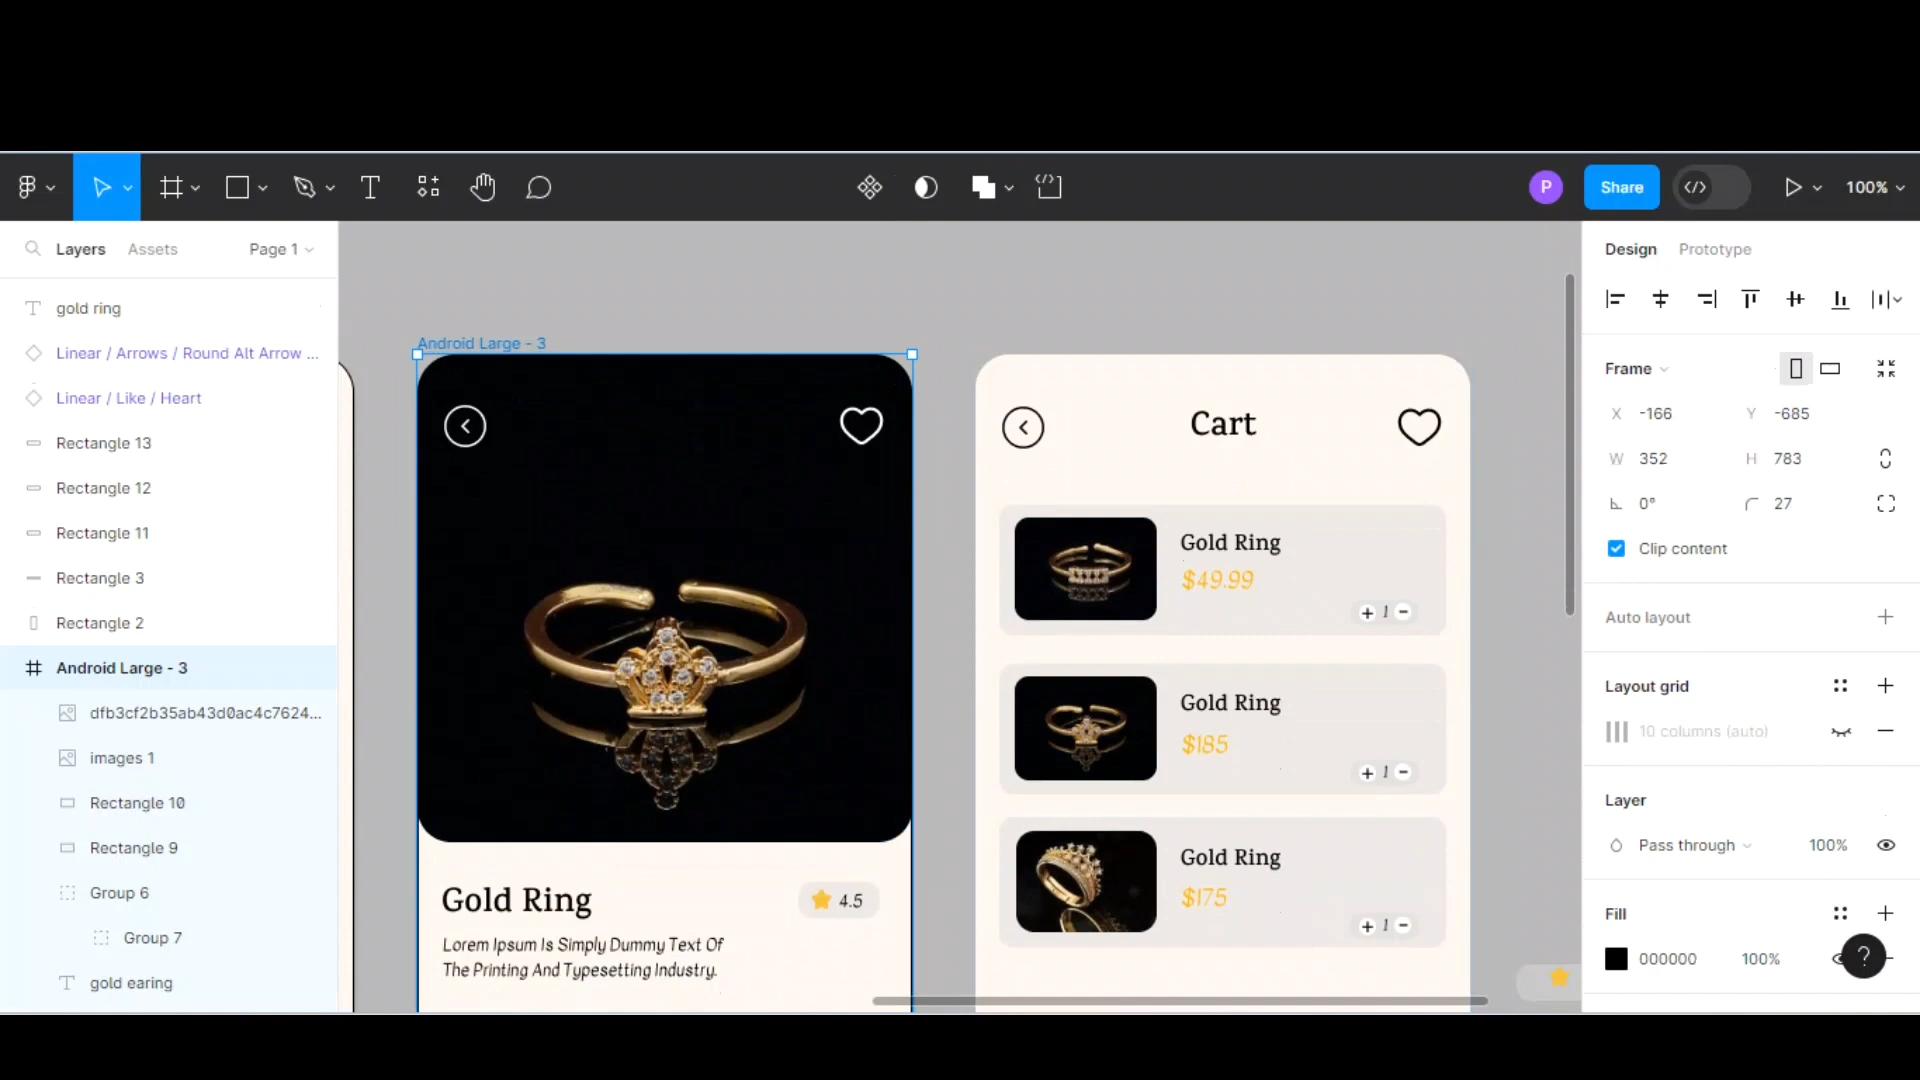 P
Share
100%
Layers
Assets
Page 1
gold ring
Linear / Arrows / Round Alt Arrow ...
Linear / Like / Heart
Rectangle 13
Rectangle 12
Rectangle 11
Rectangle 3
Rectangle 2
Android Large - 3
dfb3cf2b35ab43d0ac4c7624...
images 1
Rectangle 10
Rectangle 9
Group 6
Group 7
gold earing
Android Large - 3
Gold Ring
4.5
Lorem Ipsum Is Simply Dummy Text Of
The Printing And Typesetting Industry.
Cart
Gold Ring
$49.99
+ 1 -
Gold Ring
$185
+ 1 -
Gold Ring
$175
+ 1 -
Design
Prototype
Frame
X -166
Y -685
W 352
H 783
0°
27
Clip content
Auto layout
Layout grid
10 columns (auto)
Layer
Pass through
100%
Fill
000000
100%
?